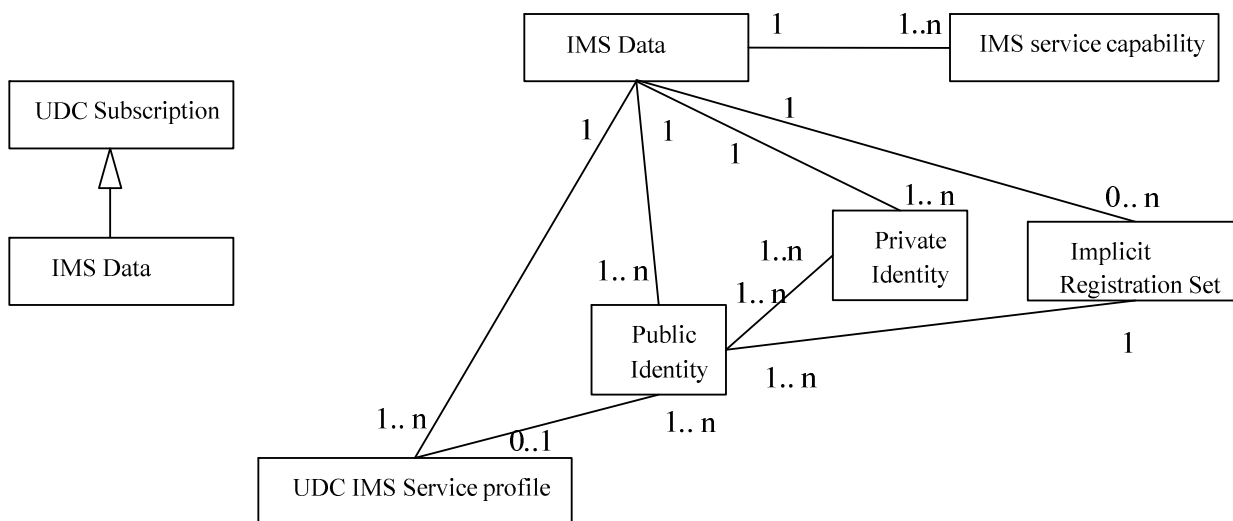 IMS Data
1
1..n
IMS service capability
UDC Subscription
1
1
1
1
1.. n
0.. n
IMS Data
Private
Identity
Implicit
Registration Set
1..n
1.. n
1.. n
Public
Identity
1
1.. n
1.. n
1.. n
0..1
UDC IMS Service profile